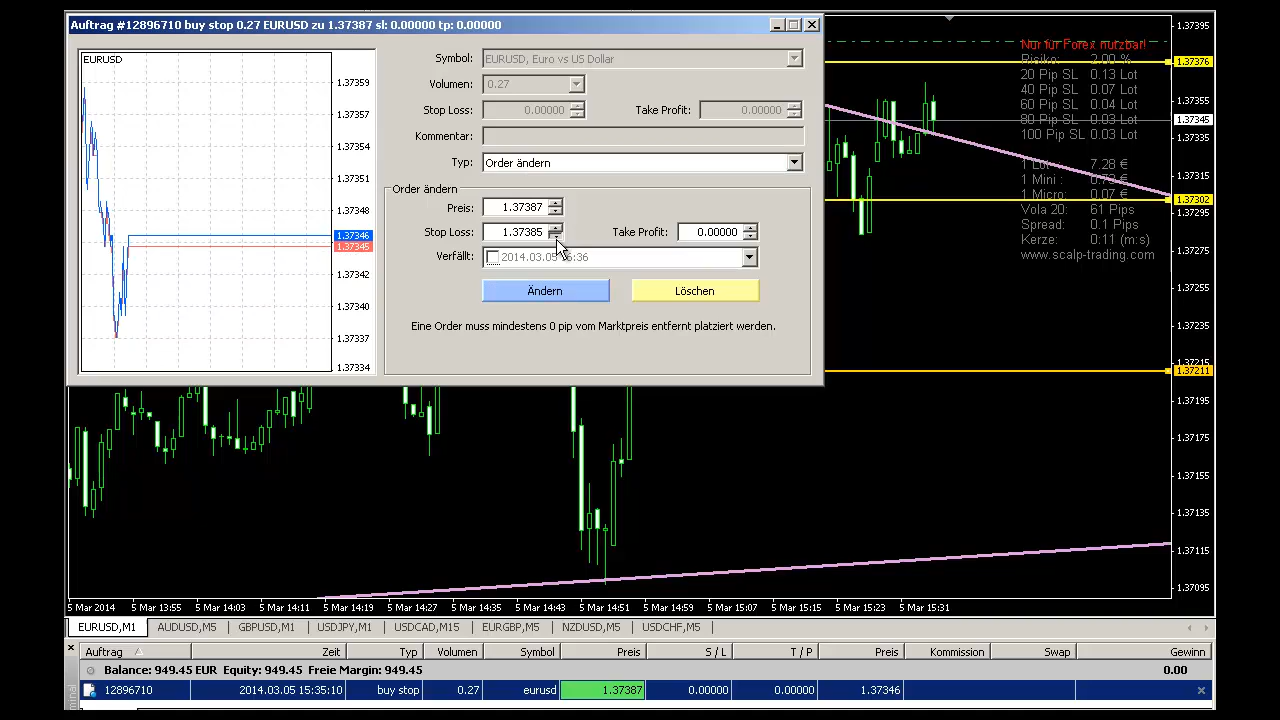 Auftrag #12896710 buy stop 0.27 EURUSD zu 1.37387 sl: 0.00000 tp: 0.00000
EURUSD
1.37359
1.37357
1.37354
1.37351
1.37348
1.37346
1.37345
1.37342
1.37340
1.37337
1.37334
Symbol: EURUSD, Euro vs US Dollar
Volumen: 0.27
Stop Loss: 0.00000 Take Profit: 0.00000
Kommentar:
Typ: Order ändern
Order ändern
Preis: 1.37387
Stop Loss: 1.37385 Take Profit: 0.00000
Verfällt: 2014.03.05
Ändern Löschen
Eine Order muss mindestens 0 pip vom Marktpreis entfernt platziert werden.
Nur für Forex nutzbar!
Risiko: 2.00 %
20 Pip SL 0.13 Lot
40 Pip SL 0.07 Lot
60 Pip SL 0.04 Lot
80 Pip SL 0.03 Lot
100 Pip SL 0.03 Lot
1 Lot: 7.28 €
1 Mini : 0.73 €
1 Micro: 0.07 €
Vola 20: 61 Pips
Spread: 0.1 Pips
Kerze: 0:11 (m:s)
www.scalp-trading.com
1.37395
1.37376
1.37355
1.37345
1.37335
1.37315
1.37302
1.37295
1.37275
1.37255
1.37235
1.37215
1.37211
1.37195
1.37175
1.37155
1.37135
1.37115
1.37095
5 Mar 2014 5 Mar 13:55 5 Mar 14:03 5 Mar 14:11 5 Mar 14:19 5 Mar 14:27 5 Mar 14:35 5 Mar 14:43 5 Mar 14:51 5 Mar 14:59 5 Mar 15:07 5 Mar 15:15 5 Mar 15:23 5 Mar 15:31
EURUSD,M1 AUDUSD,M5 GBPUSD,M1 USDJPY,M1 USDCAD,M15 EURGBP,M5 NZDUSD,M5 USDCHF,M5
Auftrag Zeit Typ Volumen Symbol Preis S / L T / P Preis Kommission Swap Gewinn
Balance: 949.45 EUR Equity: 949.45 Freie Margin: 949.45 0.00
12896710 2014.03.05 15:35:10 buy stop 0.27 eurusd 1.37387 0.00000 0.00000 1.37346